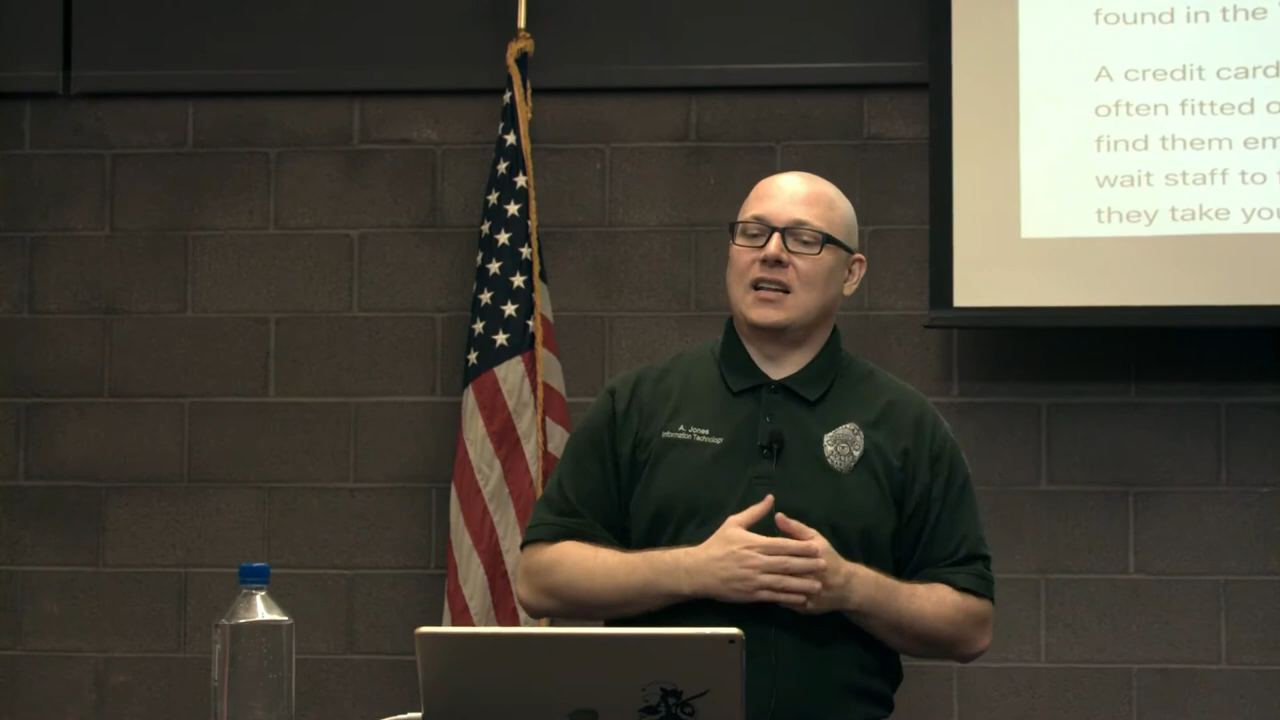 found in the
A credit card
often fitted o
find them em
wait staff to
they take you
A. Jones
Information Technology